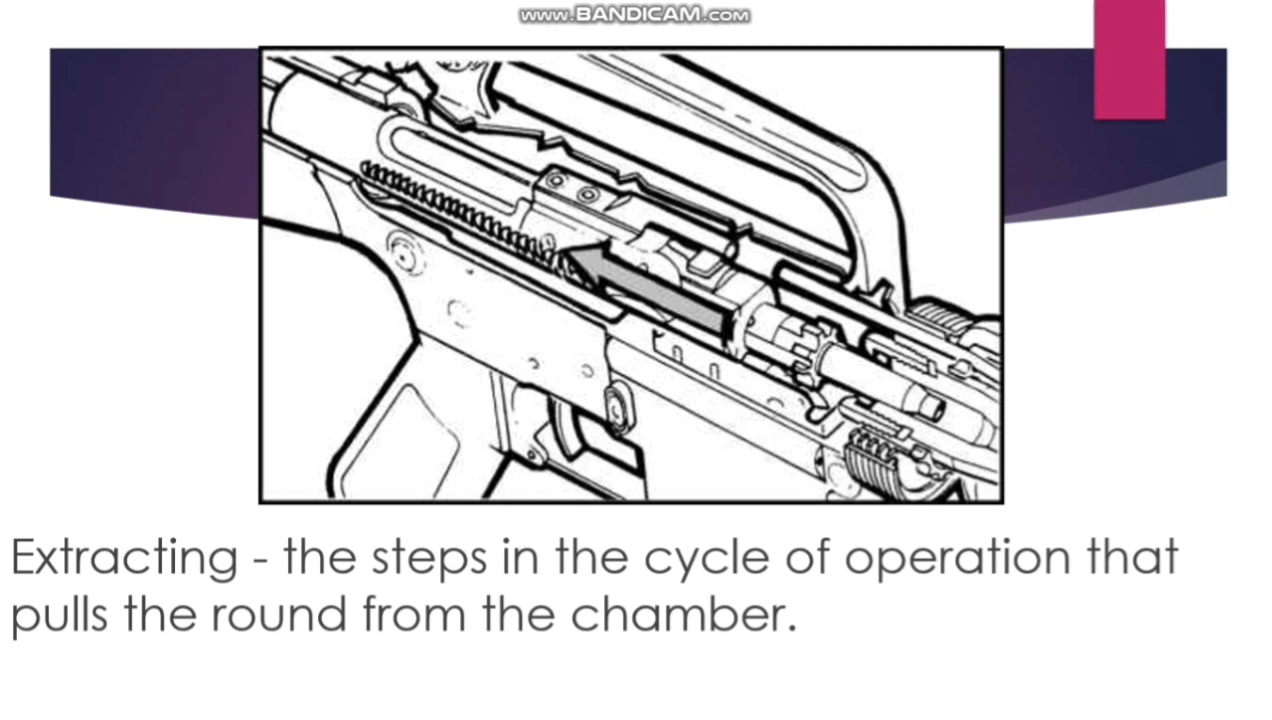 www.BANDICAM.com
Extracting - the steps in the cycle of operation that
pulls the round from the chamber.